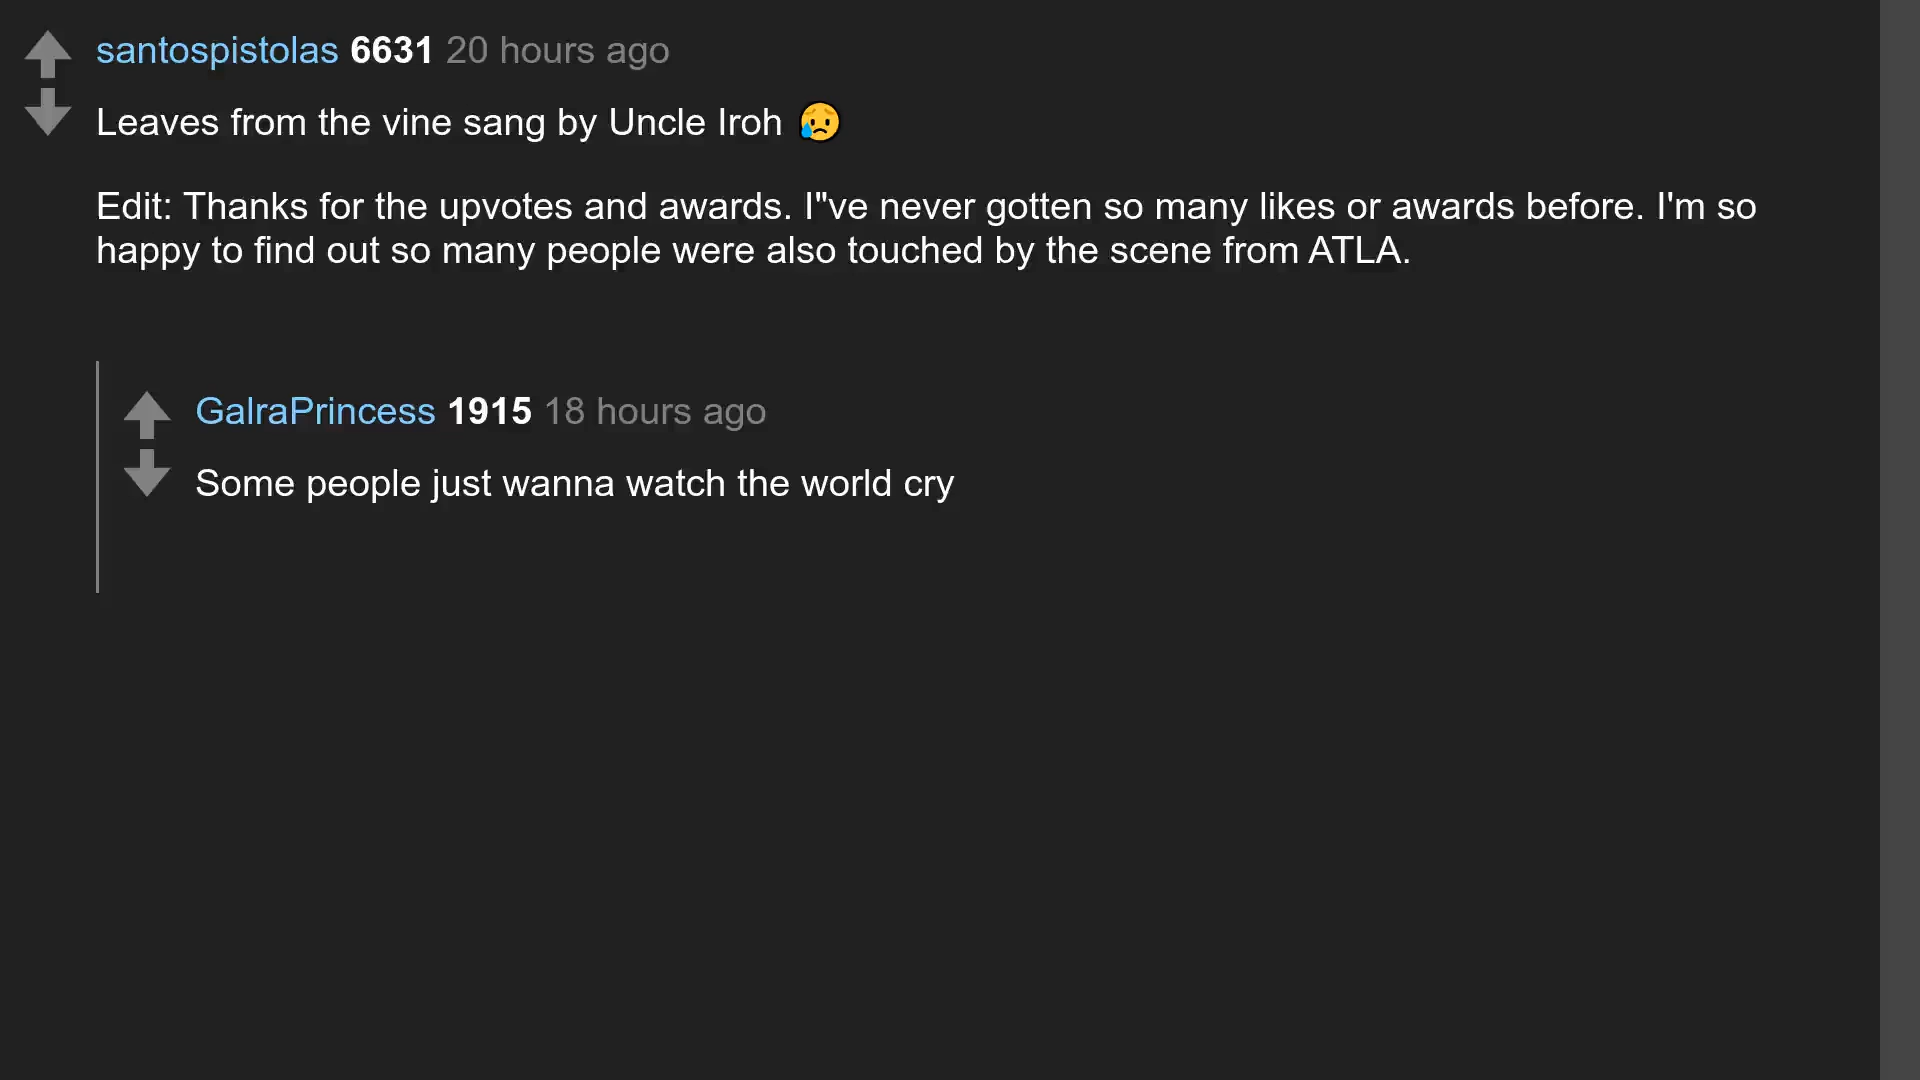 santospistolas 6631 20 hours ago
Leaves from the vine sang by Uncle Iroh 😥
Edit: Thanks for the upvotes and awards. I"ve never gotten so many likes or awards before. I'm so
happy to find out so many people were also touched by the scene from ATLA.
GalraPrincess 1915 18 hours ago
Some people just wanna watch the world cry